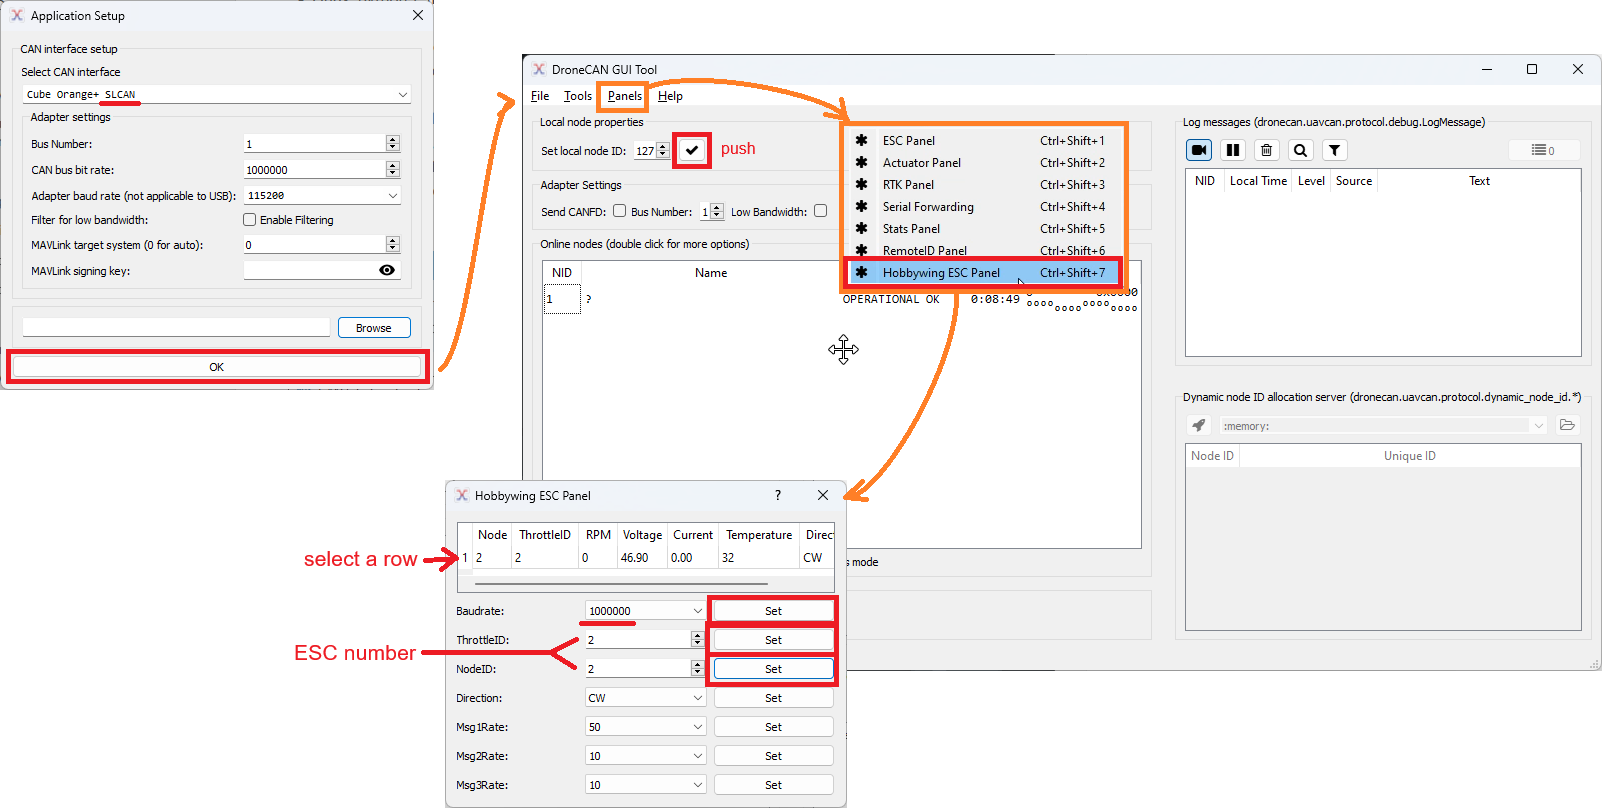 Application Setup
CAN interface setup
Select CAN interface
Cube Orange+ SLCAN
Adapter settings
Bus Number: 1
CAN bus bit rate: 1000000
Adapter baud rate (not applicable to USB): 115200
Filter for low bandwidth: Enable Filtering
MAVLink target system (0 for auto): 0
MAVLink signing key:
Browse
OK
DroneCAN GUI Tool
File Tools Panels Help
Local node properties
Set local node ID: 127
push
Adapter Settings
Send CANFD: Bus Number: 1 Low Bandwidth:
Online nodes (double click for more options)
NID Name
1 ? OPERATIONAL OK 0:08:49
ESC Panel Ctrl+Shift+1
Actuator Panel Ctrl+Shift+2
RTK Panel Ctrl+Shift+3
Serial Forwarding Ctrl+Shift+4
Stats Panel Ctrl+Shift+5
RemoteID Panel Ctrl+Shift+6
Hobbywing ESC Panel Ctrl+Shift+7
Log messages (dronecan.uavcan.protocol.debug.LogMessage)
0
NID Local Time Level Source Text
Dynamic node ID allocation server (dronecan.uavcan.protocol.dynamic_node_id.*)
:memory:
Node ID Unique ID
s mode
Hobbywing ESC Panel
?
Node ThrottleID RPM Voltage Current Temperature Direc
1 2 2 0 46.90 0.00 32 CW
select a row
Baudrate: 1000000 Set
ThrottleID: 2 Set
ESC number
NodeID: 2 Set
Direction: CW Set
Msg1Rate: 50 Set
Msg2Rate: 10 Set
Msg3Rate: 10 Set